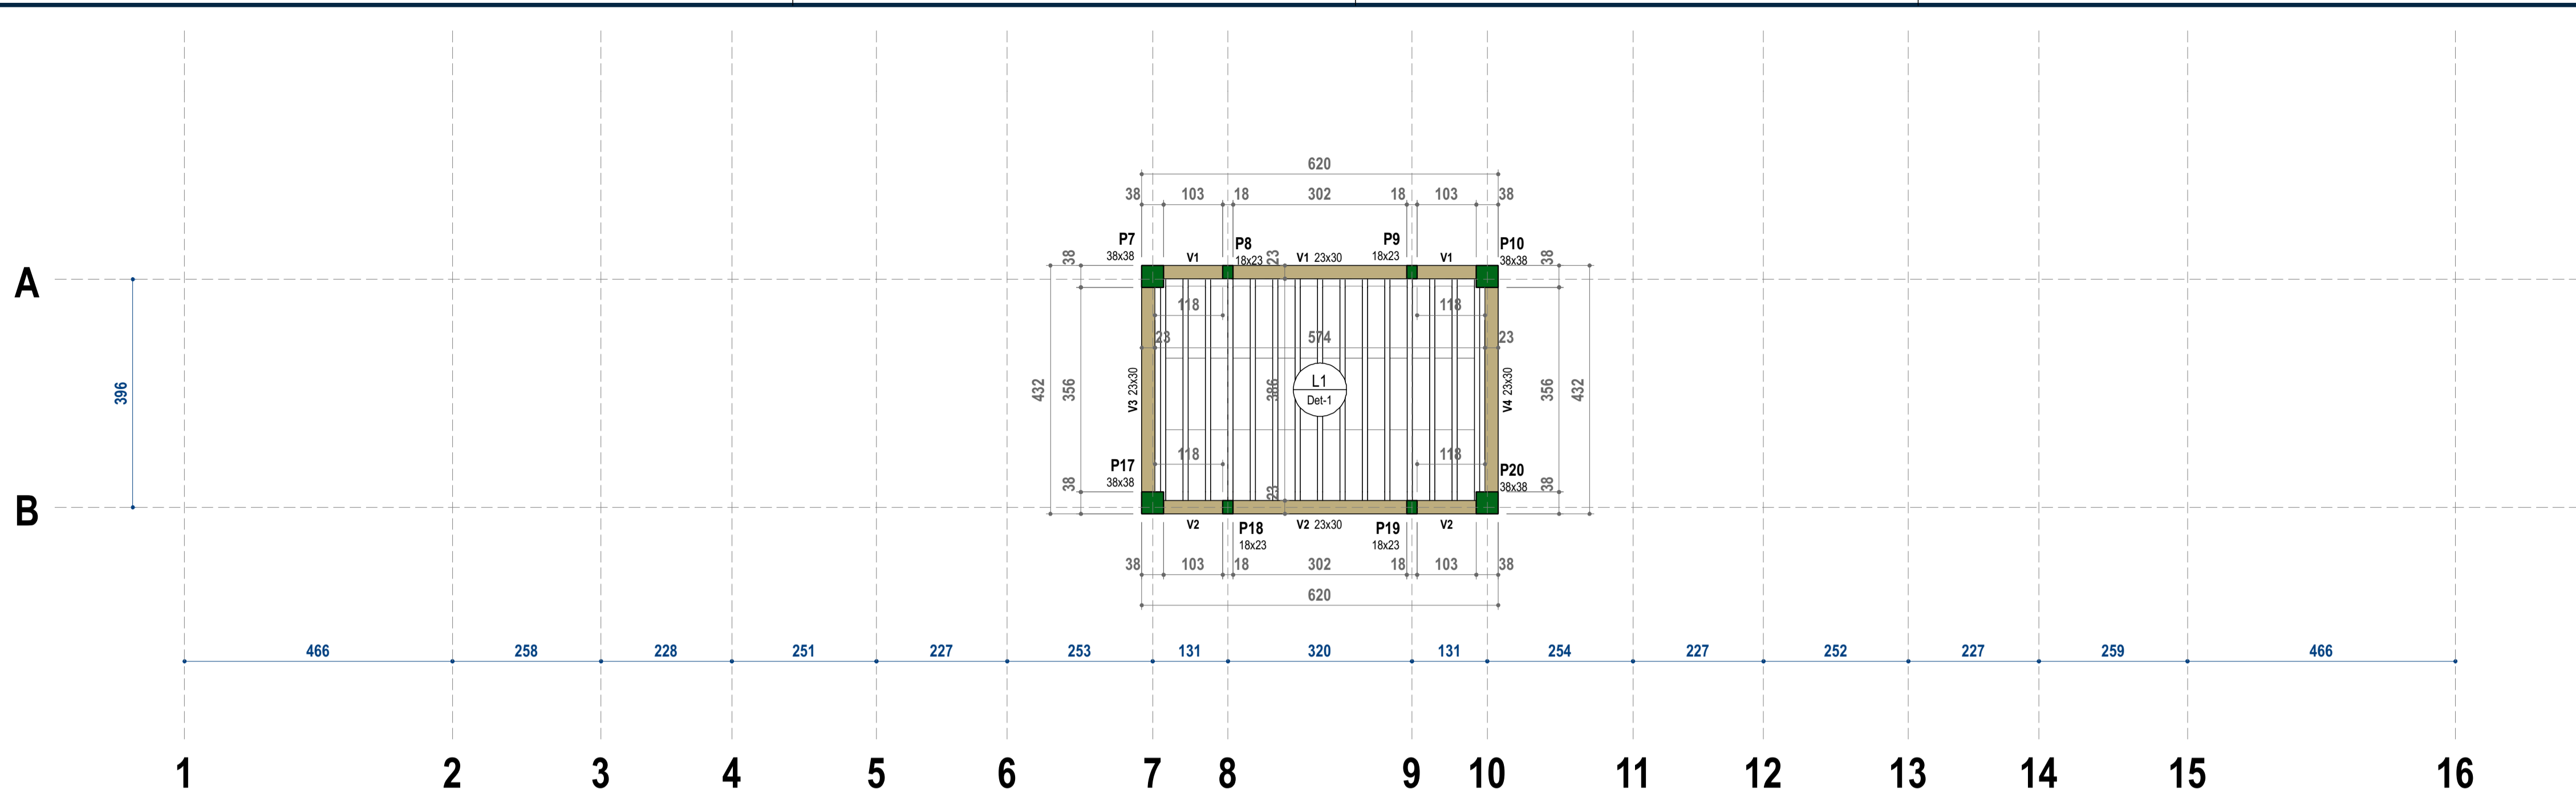 620
38 103 18 302 18 103 38
P7
38x38
P8
18x23
P9
18x23
P10
38x38
V1
V1 23x30
V1
38
23
38
A
118
118
23
574
23
396
432
356
V3 23x30
386
L1
Det-1
V4 23x30
356
432
118
118
P17
38x38
P20
38x38
38
23
38
B
V2
P18
18x23
V2 23x30
P19
18x23
V2
38 103 18 302 18 103 38
620
466 258 228 251 227 253 131 320 131 254 227 252 227 259 466
1 2 3 4 5 6 7 8 9 10 11 12 13 14 15 16